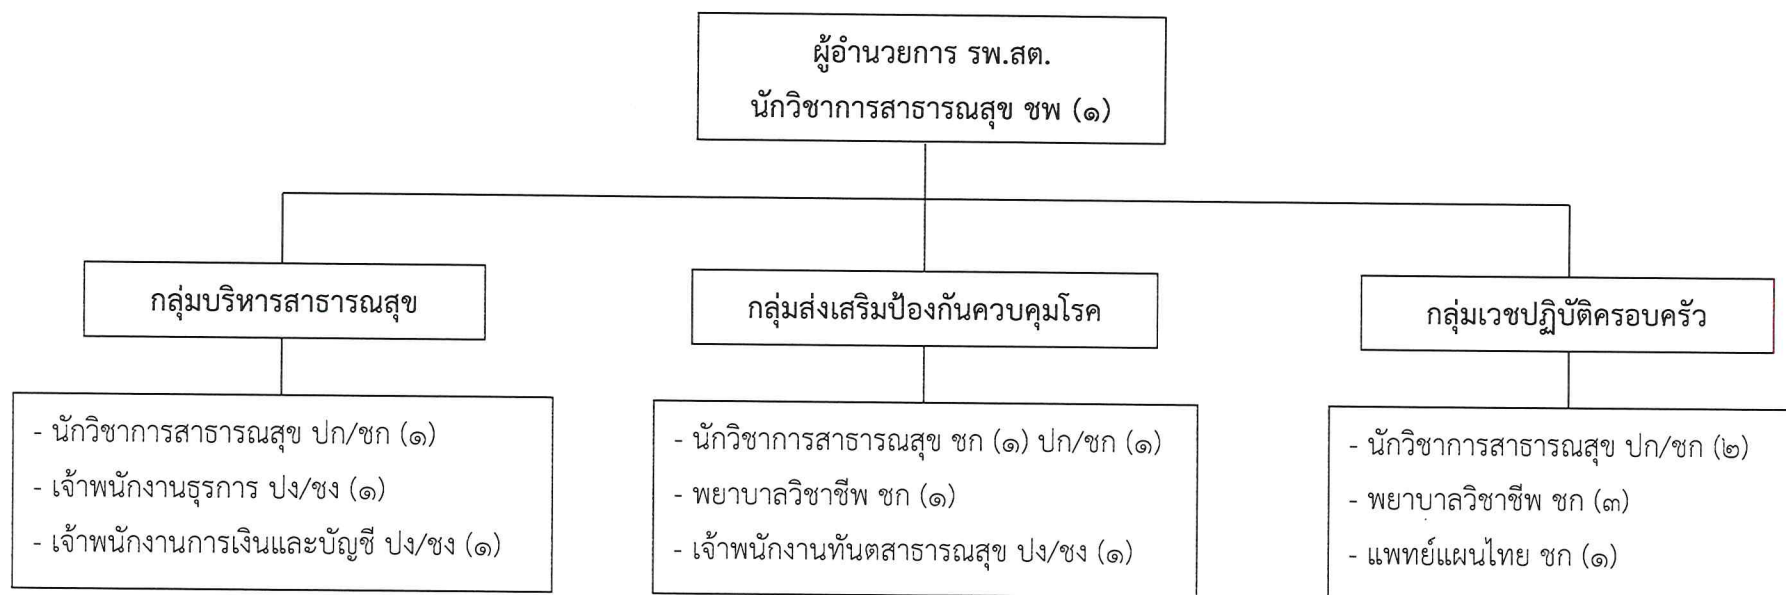 ผู้อำนวยการ รพ.สต.
นักวิชาการสาธารณสุข ชพ (๑)
กลุ่มบริหารสาธารณสุข
- นักวิชาการสาธารณสุข ปก/ชก (๑)
- เจ้าพนักงานธุรการ ปง/ชง (๑)
- เจ้าพนักงานการเงินและบัญชี ปง/ชง (๑)
กลุ่มส่งเสริมป้องกันควบคุมโรค
- นักวิชาการสาธารณสุข ชก (๑) ปก/ชก (๑)
- พยาบาลวิชาชีพ ชก (๑)
- เจ้าพนักงานทันตสาธารณสุข ปง/ชง (๑)
กลุ่มเวชปฏิบัติครอบครัว
- นักวิชาการสาธารณสุข ปก/ชก (๒)
- พยาบาลวิชาชีพ ชก (๓)
- แพทย์แผนไทย ชก (๑)